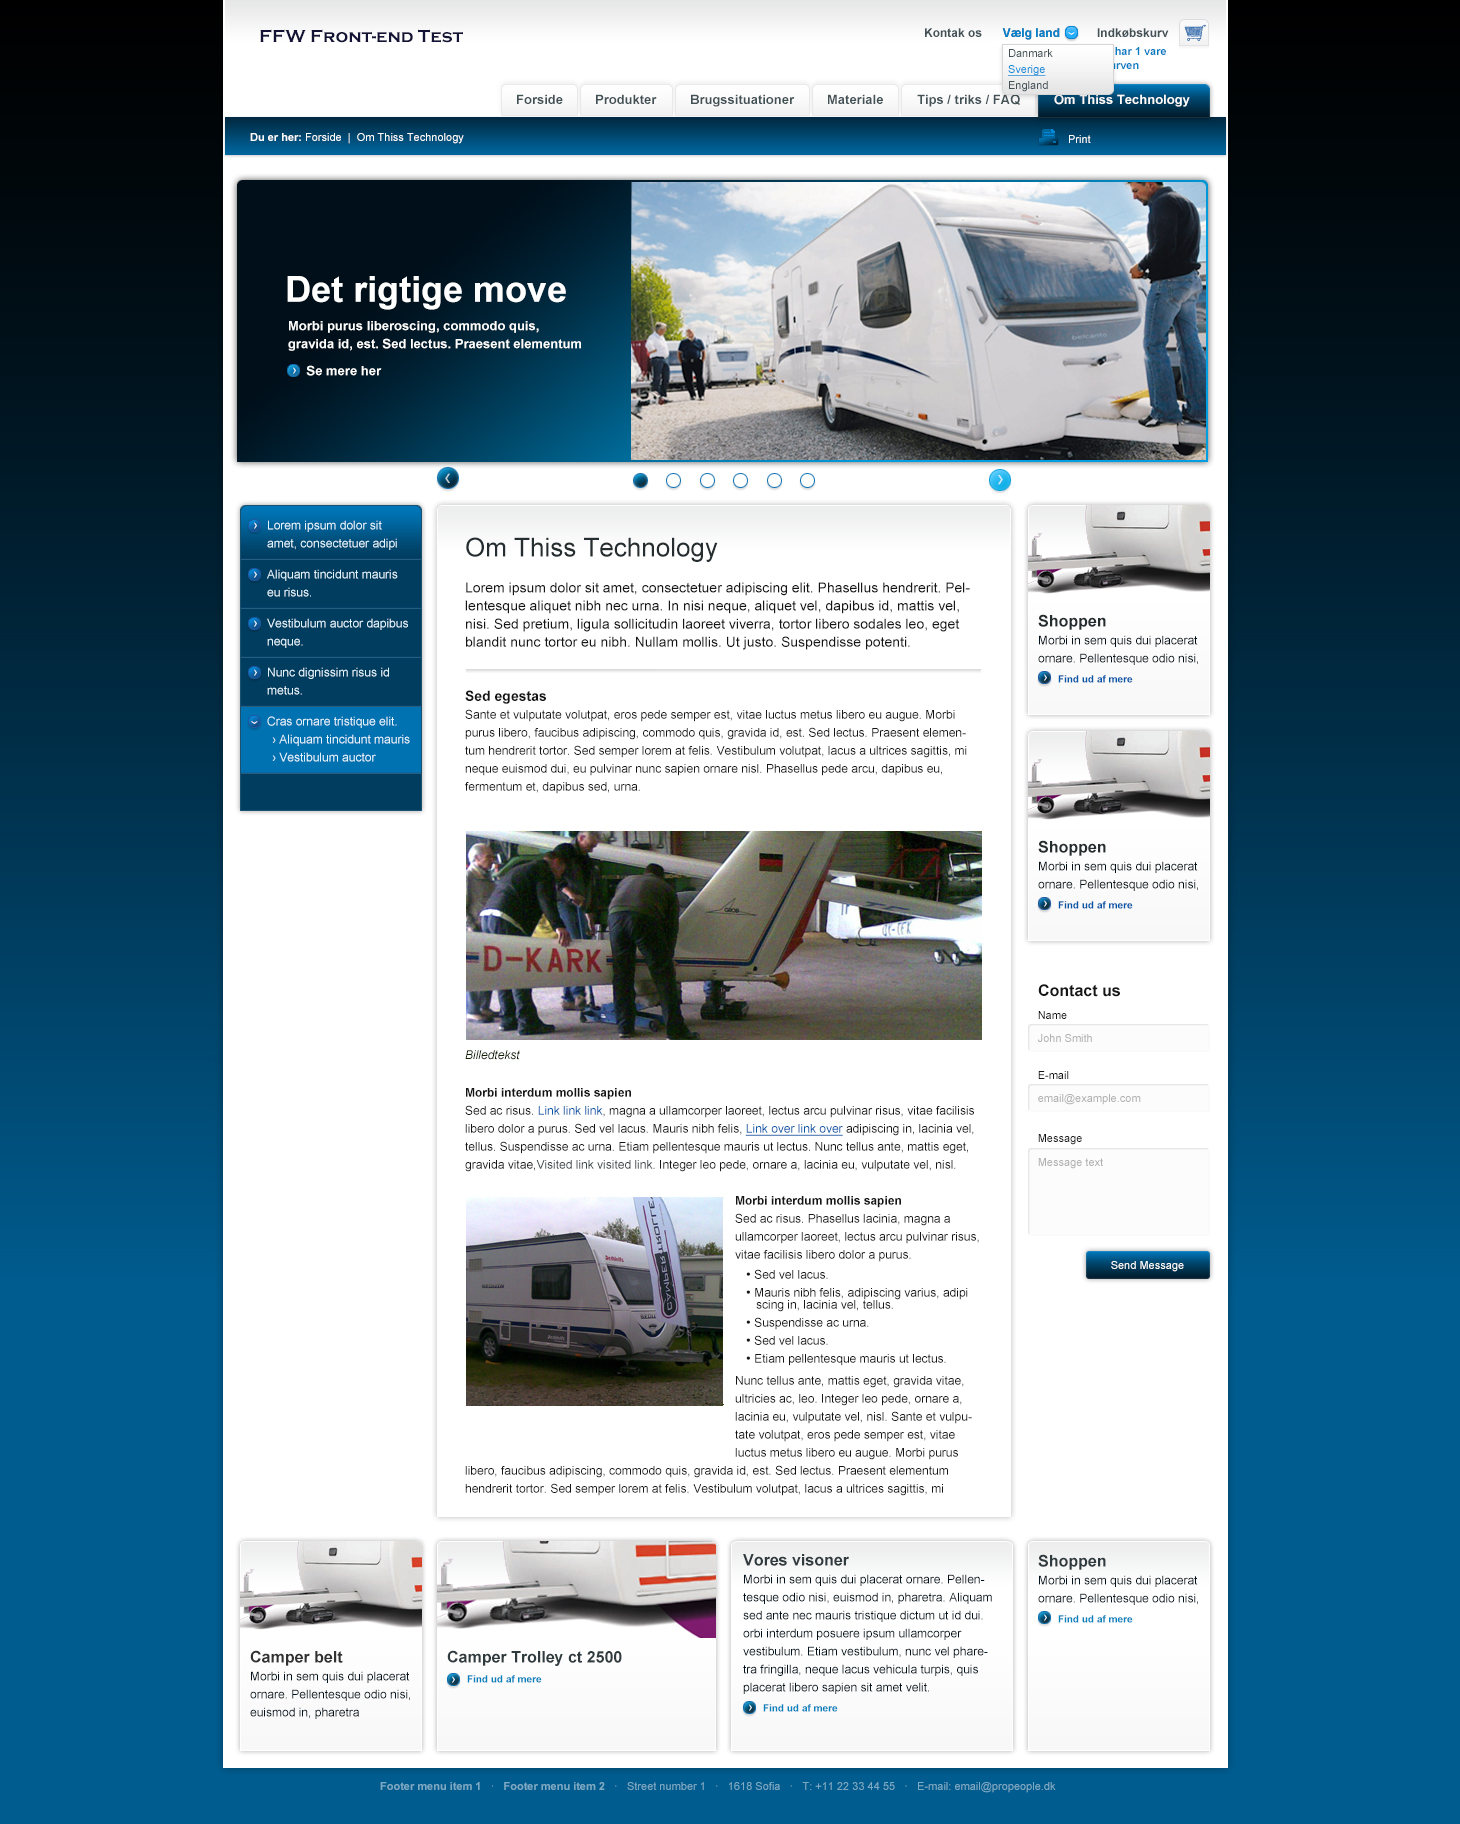 FFW Front-end Test
Kontak os
Vælg land
Indkøbskurv
har 1 vare
Danmark
Sverige
England
Forside
Produkter
Brugssituationer
Materiale
Tips / triks / FAQ
Om Thiss Technology
Du er her: Forside | Om Thiss Technology
Print
Det rigtige move
Morbi purus liberoscing, commodo quis,
gravida id, est. Sed lectus. Praesent elementum
Se mere her
Lorem ipsum dolor sit
amet, consectetuer adipi
Aliquam tincidunt mauris
eu risus.
Vestibulum auctor dapibus
neque.
Nunc dignissim risus id
metus.
Cras ornare tristique elit.
› Aliquam tincidunt mauris
› Vestibulum auctor
Om Thiss Technology
Lorem ipsum dolor sit amet, consectetuer adipiscing elit. Phasellus hendrerit. Pel-
lentesque aliquet nibh nec urna. In nisi neque, aliquet vel, dapibus id, mattis vel,
nisi. Sed pretium, ligula sollicitudin laoreet viverra, tortor libero sodales leo, eget
blandit nunc tortor eu nibh. Nullam mollis. Ut justo. Suspendisse potenti.
Sed egestas
Sante et vulputate volutpat, eros pede semper est, vitae luctus metus libero eu augue. Morbi
purus libero, faucibus adipiscing, commodo quis, gravida id, est. Sed lectus. Praesent elemen-
tum hendrerit tortor. Sed semper lorem at felis. Vestibulum volutpat, lacus a ultrices sagittis, mi
neque euismod dui, eu pulvinar nunc sapien ornare nisl. Phasellus pede arcu, dapibus eu,
fermentum et, dapibus sed, urna.
D-KARK
Billedtekst
Morbi interdum mollis sapien
Sed ac risus. Link link link, magna a ullamcorper laoreet, lectus arcu pulvinar risus, vitae facilisis
libero dolor a purus. Sed vel lacus. Mauris nibh felis, Link over link over adipiscing in, lacinia vel,
tellus. Suspendisse ac urna. Etiam pellentesque mauris ut lectus. Nunc tellus ante, mattis eget,
gravida vitae,Visited link visited link. Integer leo pede, ornare a, lacinia eu, vulputate vel, nisl.
CAMPER TROLLE
Morbi interdum mollis sapien
Sed ac risus. Phasellus lacinia, magna a
ullamcorper laoreet, lectus arcu pulvinar risus,
vitae facilisis libero dolor a purus.
• Sed vel lacus.
• Mauris nibh felis, adipiscing varius, adipi
scing in, lacinia vel, tellus.
• Suspendisse ac urna.
• Sed vel lacus.
• Etiam pellentesque mauris ut lectus.
Nunc tellus ante, mattis eget, gravida vitae,
ultricies ac, leo. Integer leo pede, ornare a,
lacinia eu, vulputate vel, nisl. Sante et vulpu-
tate volutpat, eros pede semper est, vitae
luctus metus libero eu augue. Morbi purus
libero, faucibus adipiscing, commodo quis, gravida id, est. Sed lectus. Praesent elementum
hendrerit tortor. Sed semper lorem at felis. Vestibulum volutpat, lacus a ultrices sagittis, mi
Shoppen
Morbi in sem quis dui placerat
ornare. Pellentesque odio nisi,
Find ud af mere
Shoppen
Morbi in sem quis dui placerat
ornare. Pellentesque odio nisi,
Find ud af mere
Contact us
Name
John Smith
E-mail
email@example.com
Message
Message text
Send Message
Camper belt
Morbi in sem quis dui placerat
ornare. Pellentesque odio nisi,
euismod in, pharetra
Camper Trolley ct 2500
Find ud af mere
Vores visoner
Morbi in sem quis dui placerat ornare. Pellen-
tesque odio nisi, euismod in, pharetra. Aliquam
sed ante nec mauris tristique dictum ut id dui.
orbi interdum posuere ipsum ullamcorper
vestibulum. Etiam vestibulum, nunc vel phare-
tra fringilla, neque lacus vehicula turpis, quis
placerat libero sapien sit amet velit.
Find ud af mere
Shoppen
Morbi in sem quis dui placerat
ornare. Pellentesque odio nisi,
Find ud af mere
Footer menu item 1 · Footer menu item 2 · Street number 1 · 1618 Sofia · T: +11 22 33 44 55 · E-mail: email@propeople.dk